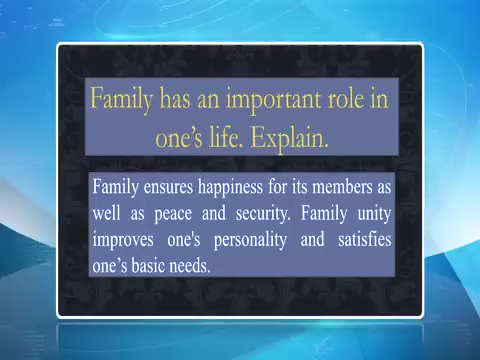 Family has an important role in
one's life. Explain.
Family ensures happiness for its members as
well as peace and security. Family unity
improves one's personality and satisfies
one's basic needs.